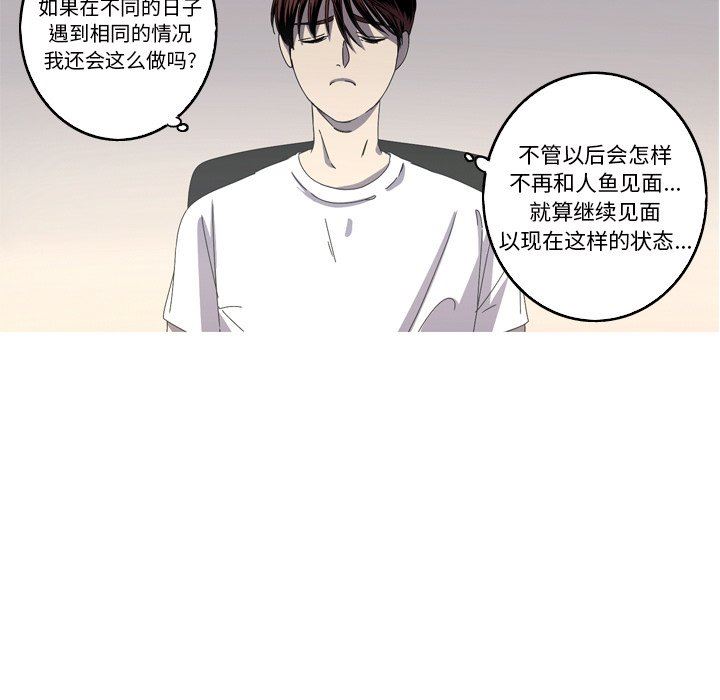 如果在不同的日子
遇到相同的情况
我还会这么做吗?
不管以后会怎样
不再和人鱼见面...
就算继续见面
以现在这样的状态...